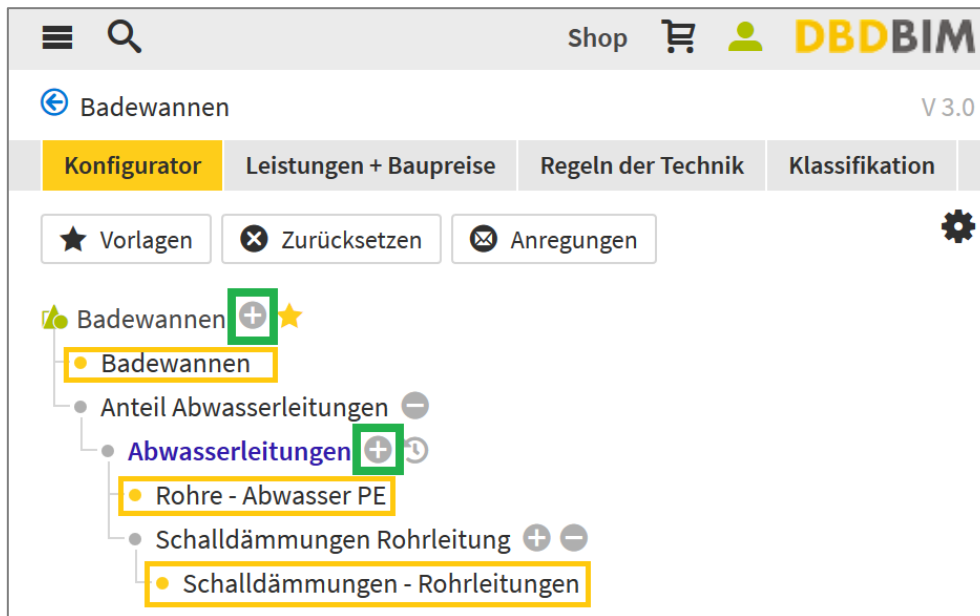 Shop DBDBIM
Badewannen V 3.0
Konfigurator Leistungen + Baupreise Regeln der Technik Klassifikation
Vorlagen Zurücksetzen Anregungen
Badewannen
Badewannen
Anteil Abwasserleitungen
Abwasserleitungen
Rohre - Abwasser PE
Schalldämmungen Rohrleitung
Schalldämmungen - Rohrleitungen